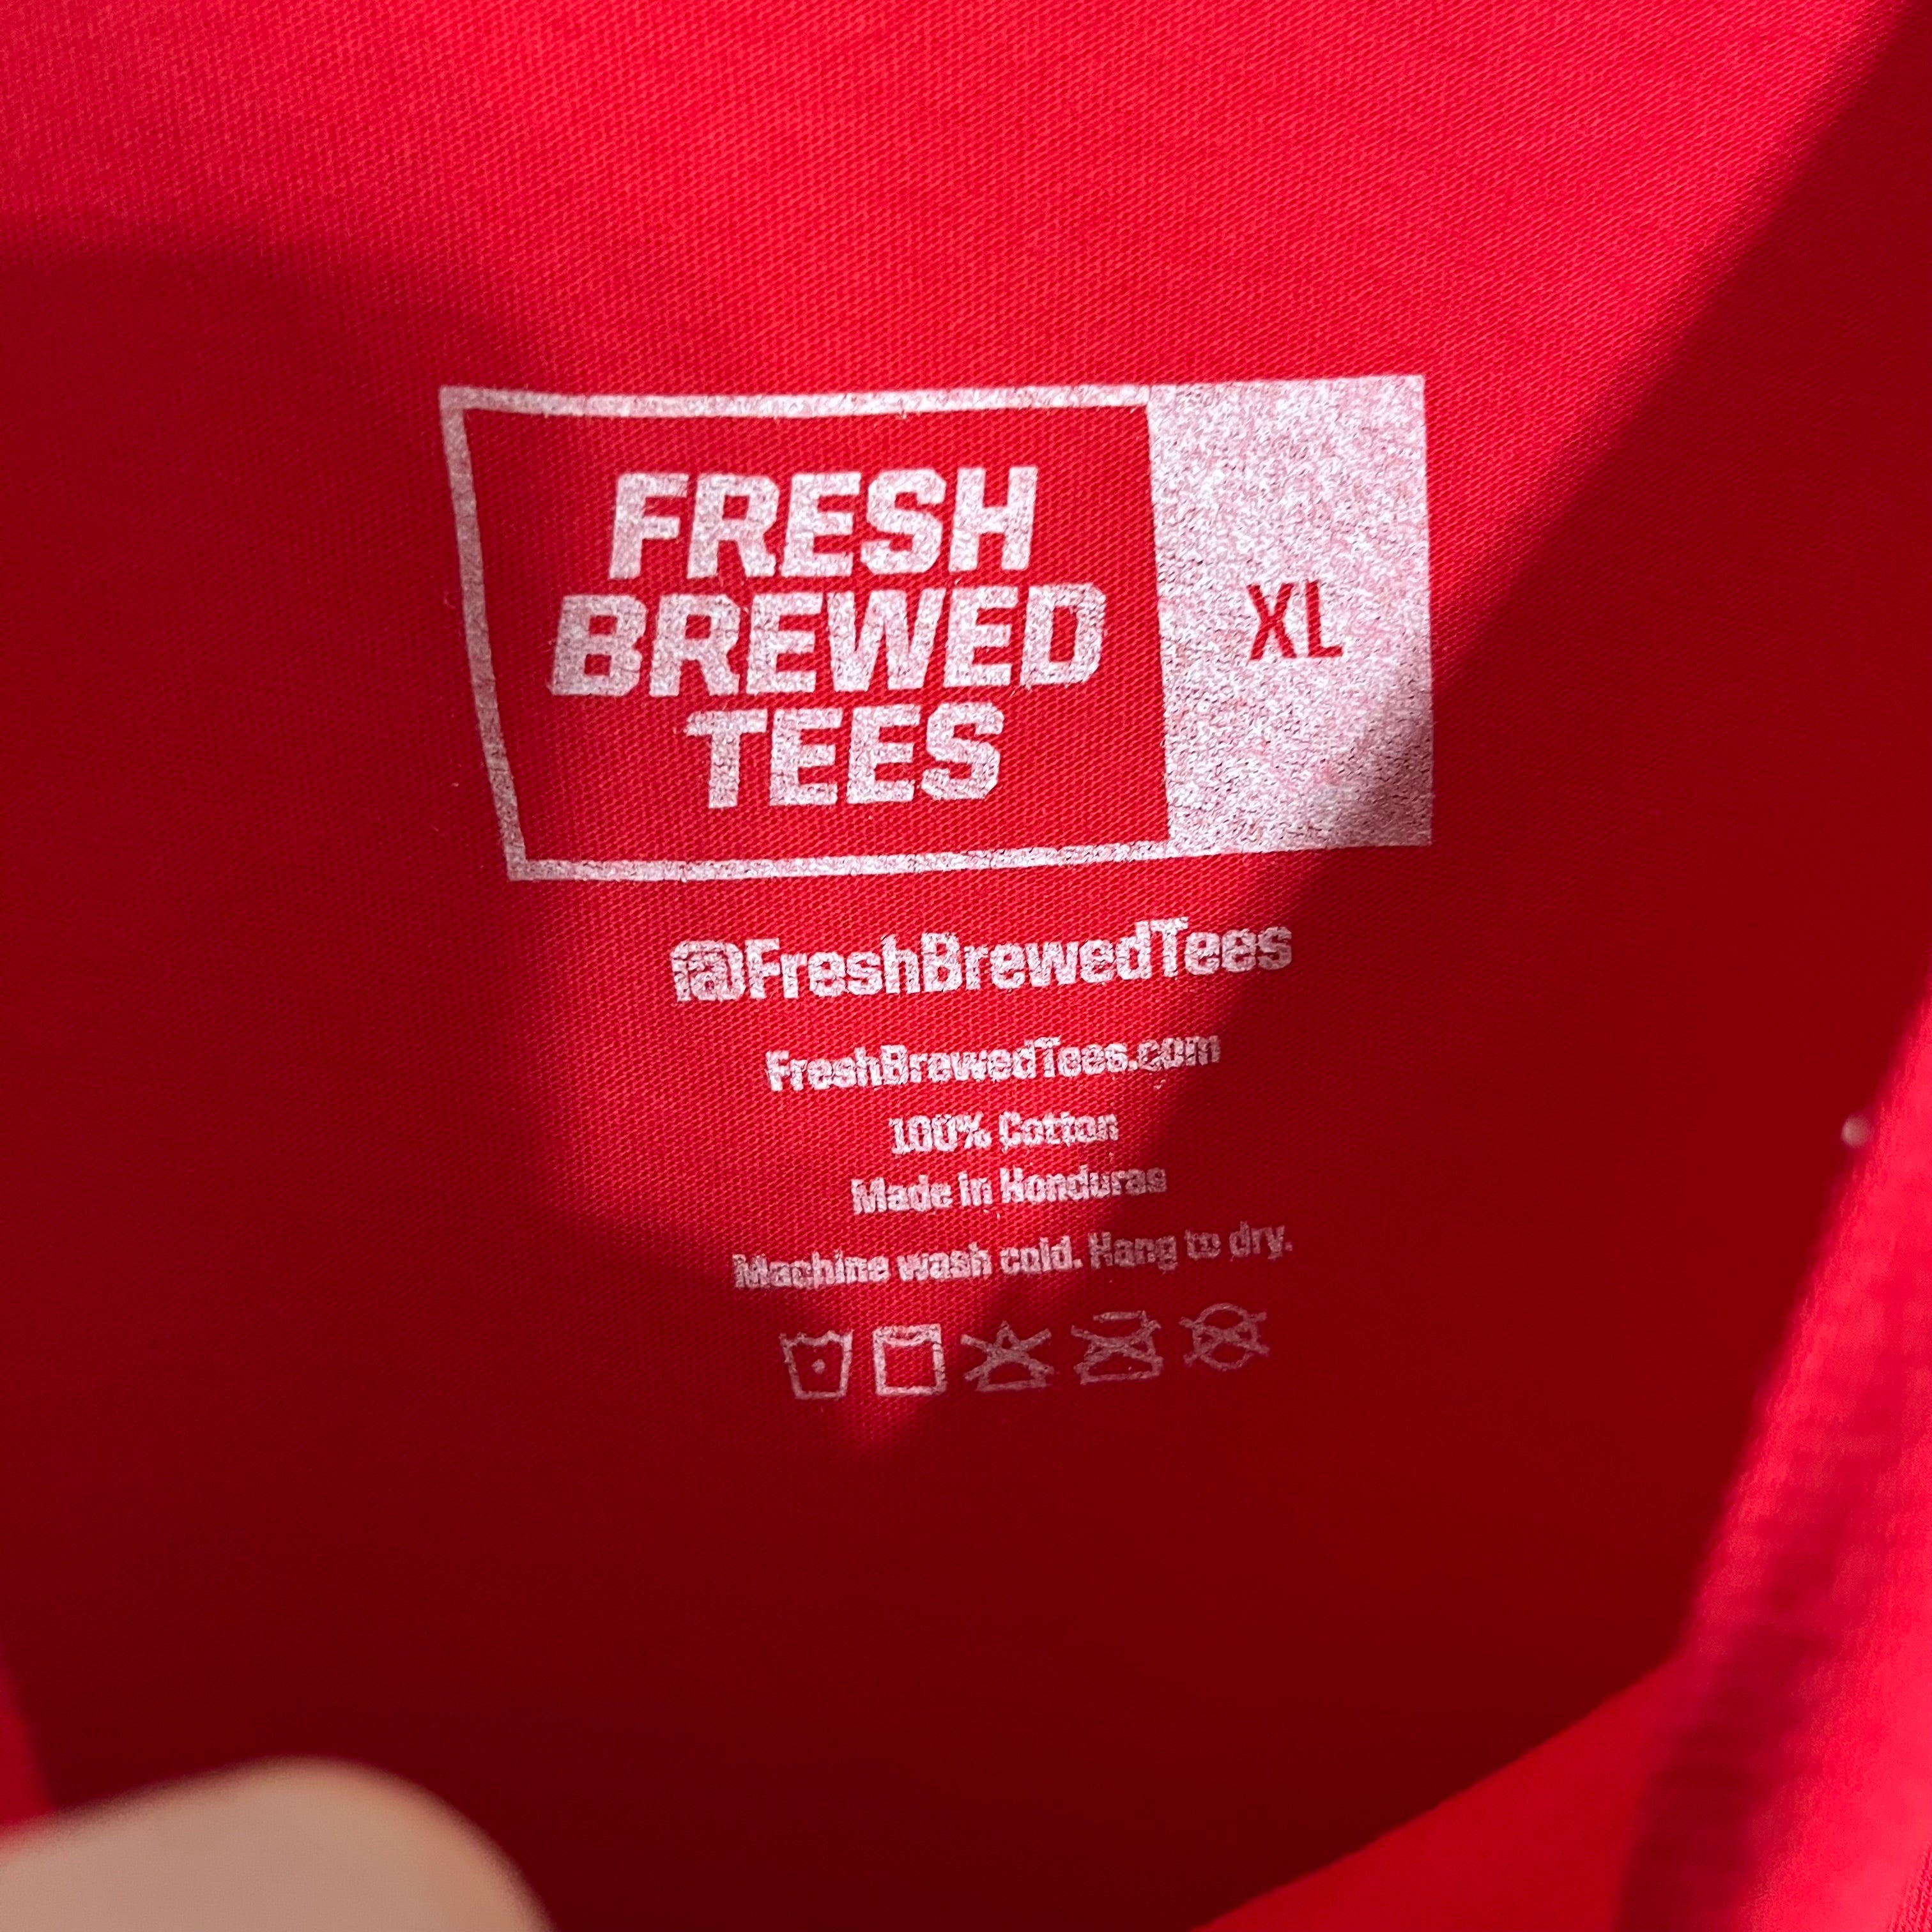 FRESH
BREWED
TEES
XL
@FreshBrewedTees
FreshBrewedTees.com
100% Cotton
Made in Honduras
Machine wash cold. Hang to dry.